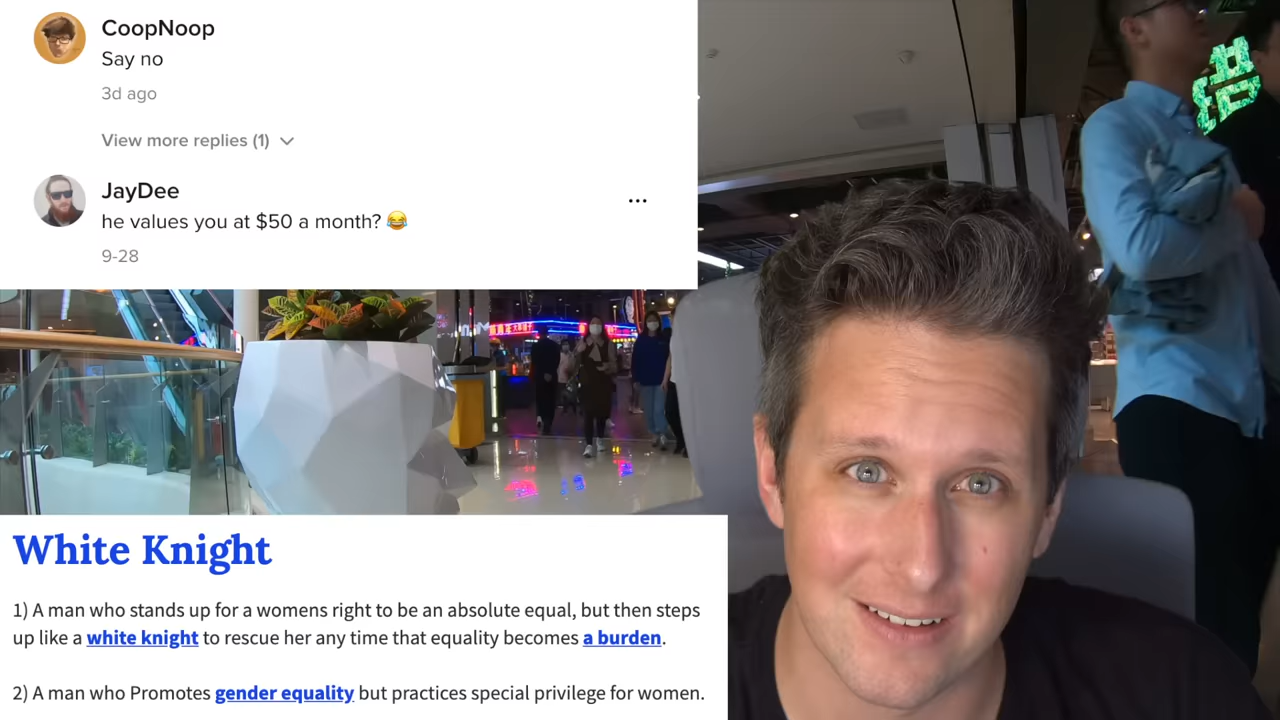 CoopNoop
Say no
3d ago
View more replies (1)
JayDee
...
he values you at $50 a month? 😂
9-28
White Knight
1) A man who stands up for a womens right to be an absolute equal, but then steps
up like a white knight to rescue her any time that equality becomes a burden.
2) A man who Promotes gender equality but practices special privilege for women.